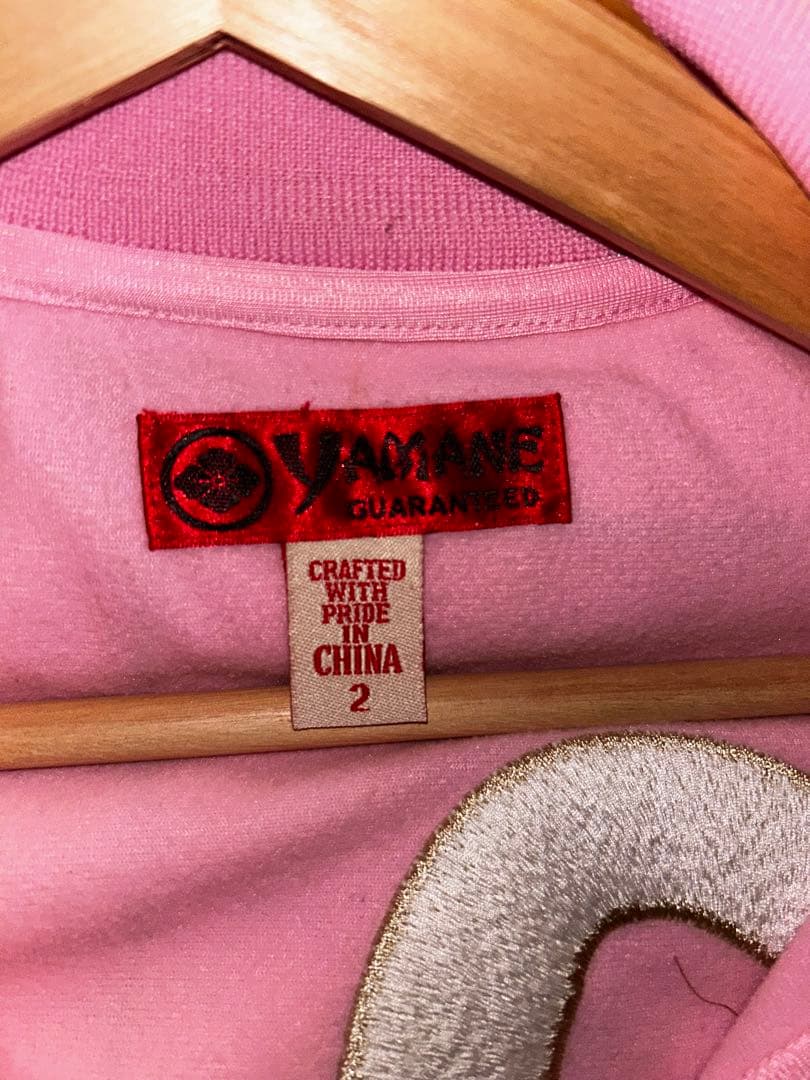 YAMANE
GUARANTEED
CRAFTED
WITH
PRIDE
IN
CHINA
2